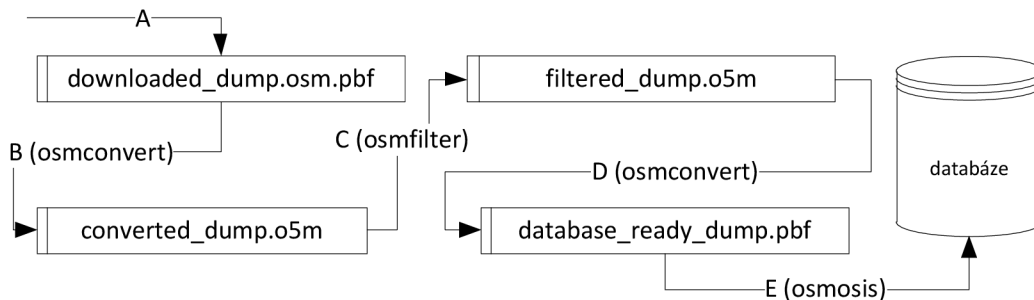 A
downloaded_dump.osm.pbf
B (osmconvert)
converted_dump.o5m
C (osmfilter)
filtered_dump.o5m
D (osmconvert)
database_ready_dump.pbf
E (osmosis)
databáze